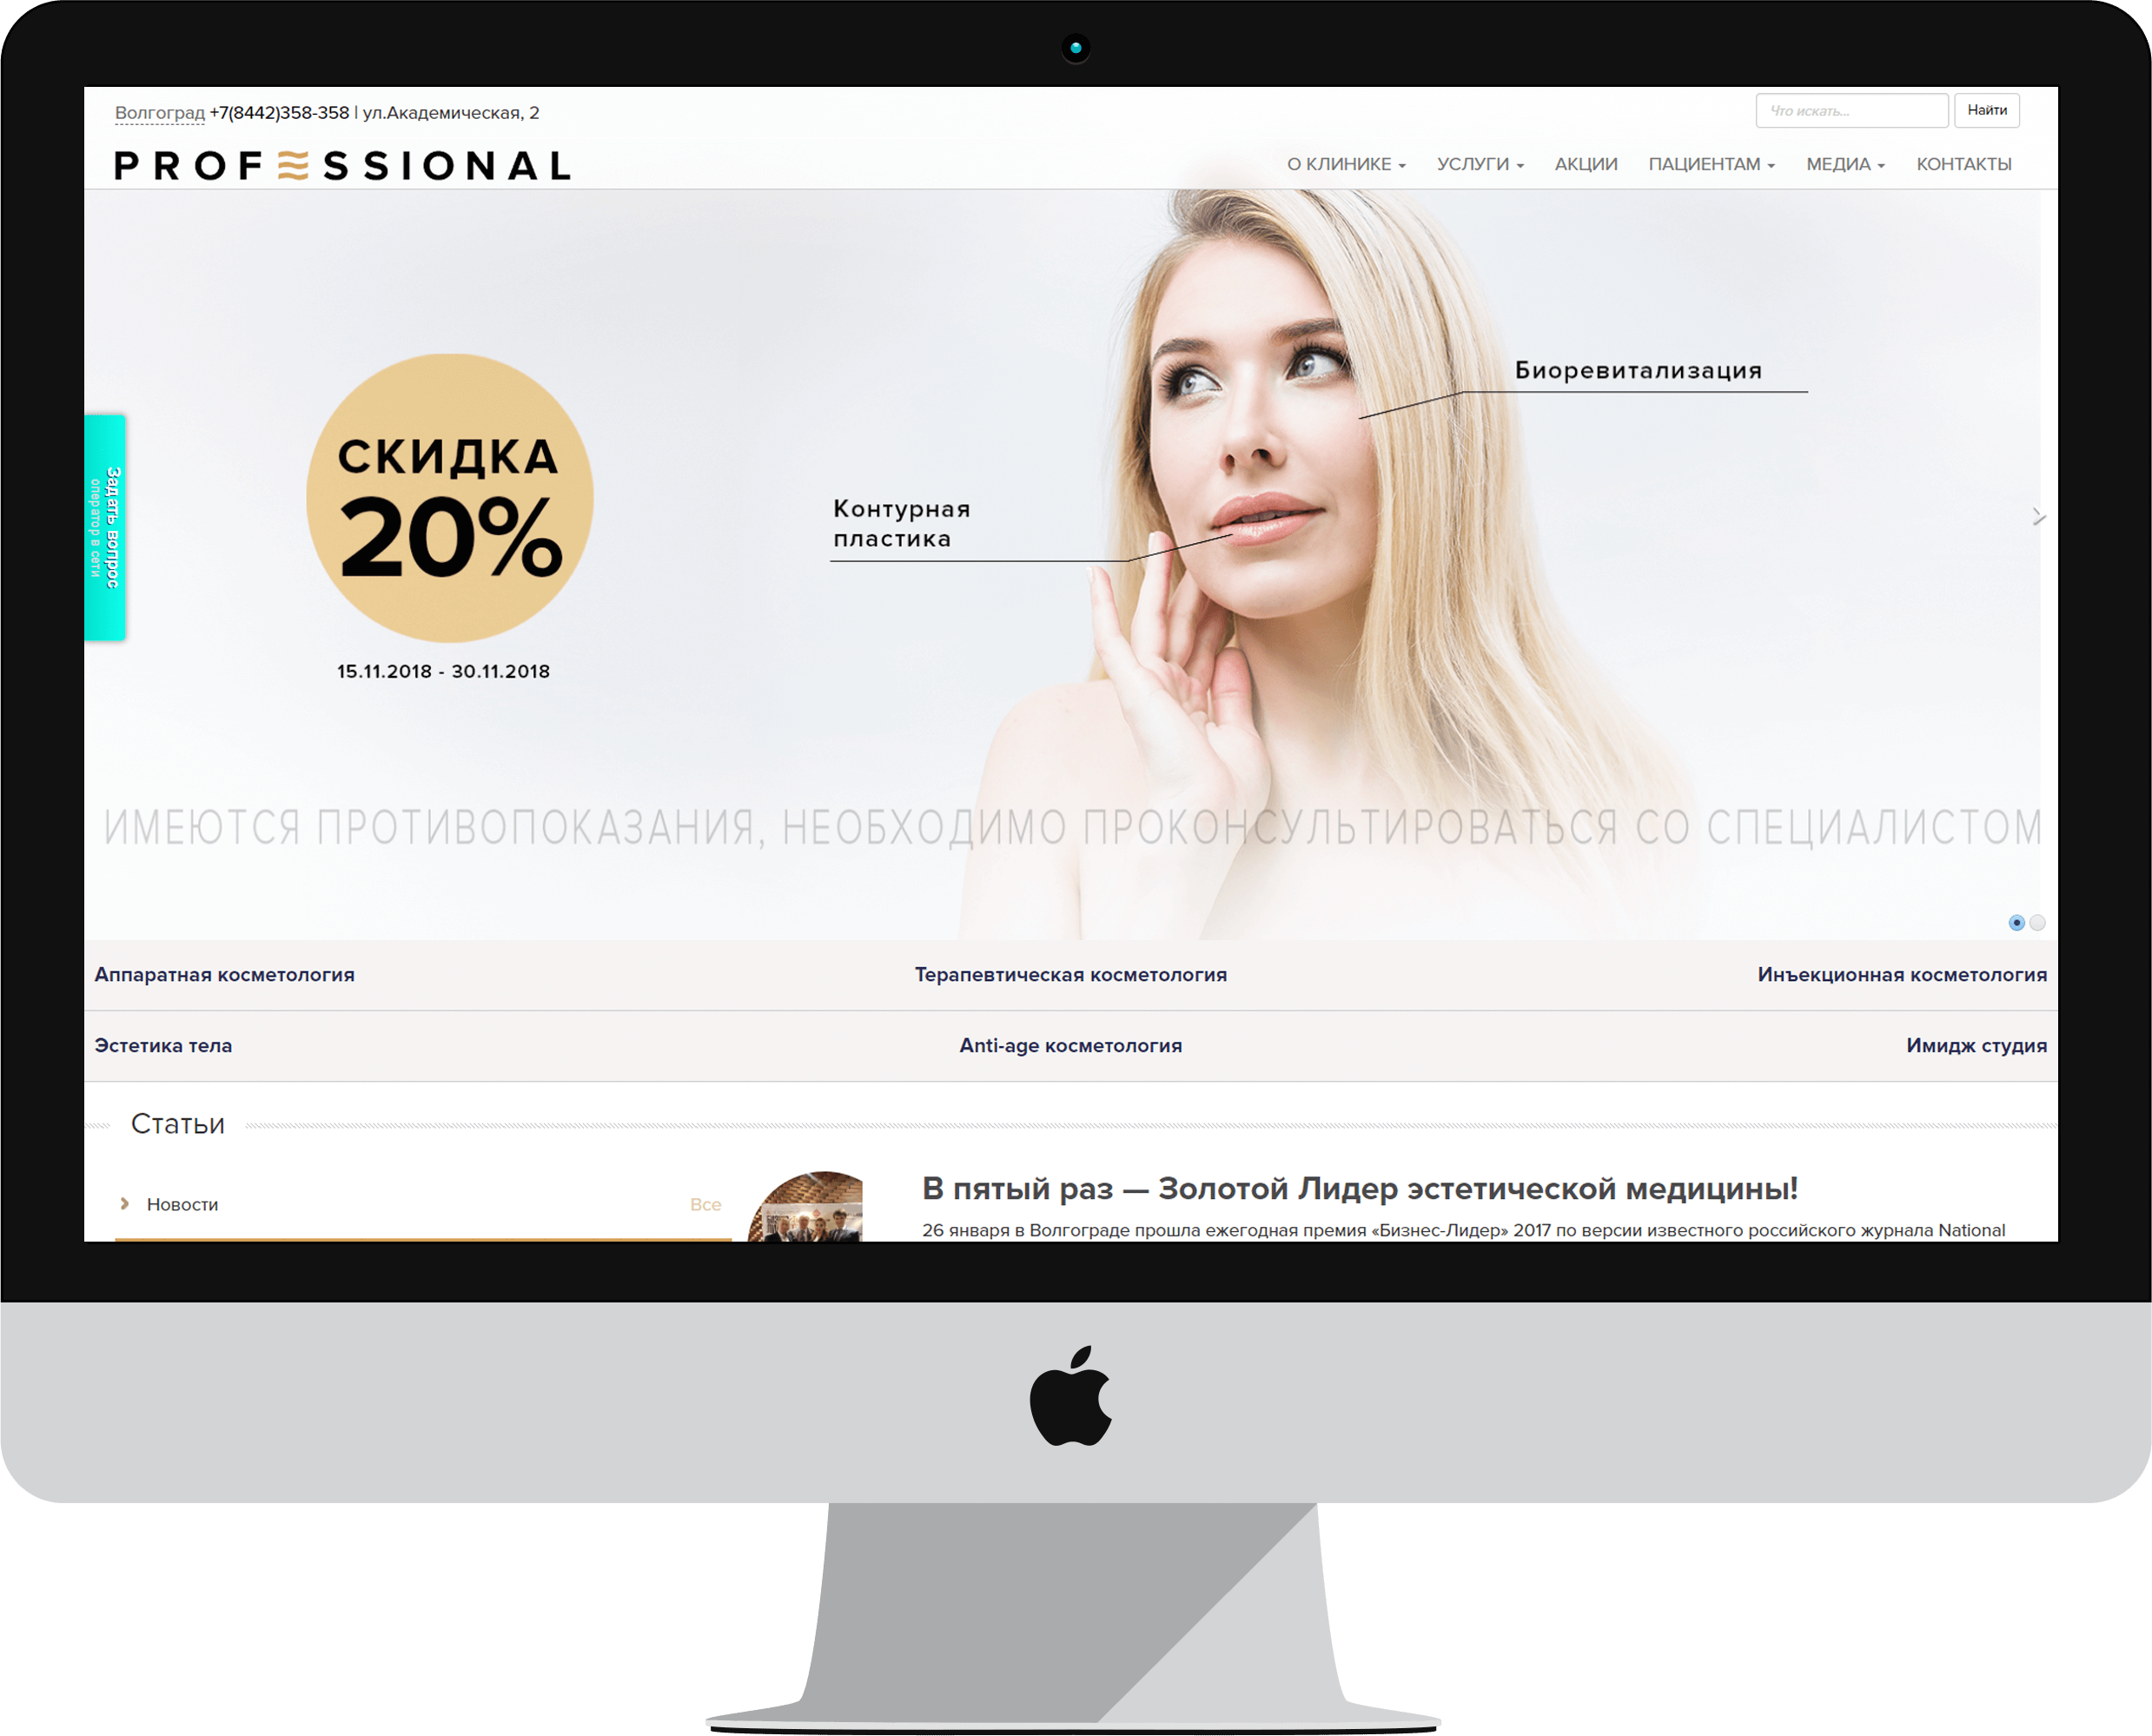 Волгоград +7(8442)358-358 | ул.Академическая, 2
Что искать...
Найти
PROFESSIONAL
О КЛИНИКЕ
УСЛУГИ
АКЦИИ
ПАЦИЕНТАМ
МЕДИА
КОНТАКТЫ
Биоревитализация
СКИДКА
20%
Контурная
пластика
Задать вопрос
оператор в сети
15.11.2018 - 30.11.2018
ИМЕЮТСЯ ПРОТИВОПОКАЗАНИЯ, НЕОБХОДИМО ПРОКОНСУЛЬТИРОВАТЬСЯ СО СПЕЦИАЛИСТОМ
Аппаратная косметология
Терапевтическая косметология
Инъекционная косметология
Эстетика тела
Anti-age косметология
Имидж студия
Статьи
Новости
Все
В пятый раз — Золотой Лидер эстетической медицины!
26 января в Волгограде прошла ежегодная премия «Бизнес-Лидер» 2017 по версии известного российского журнала National